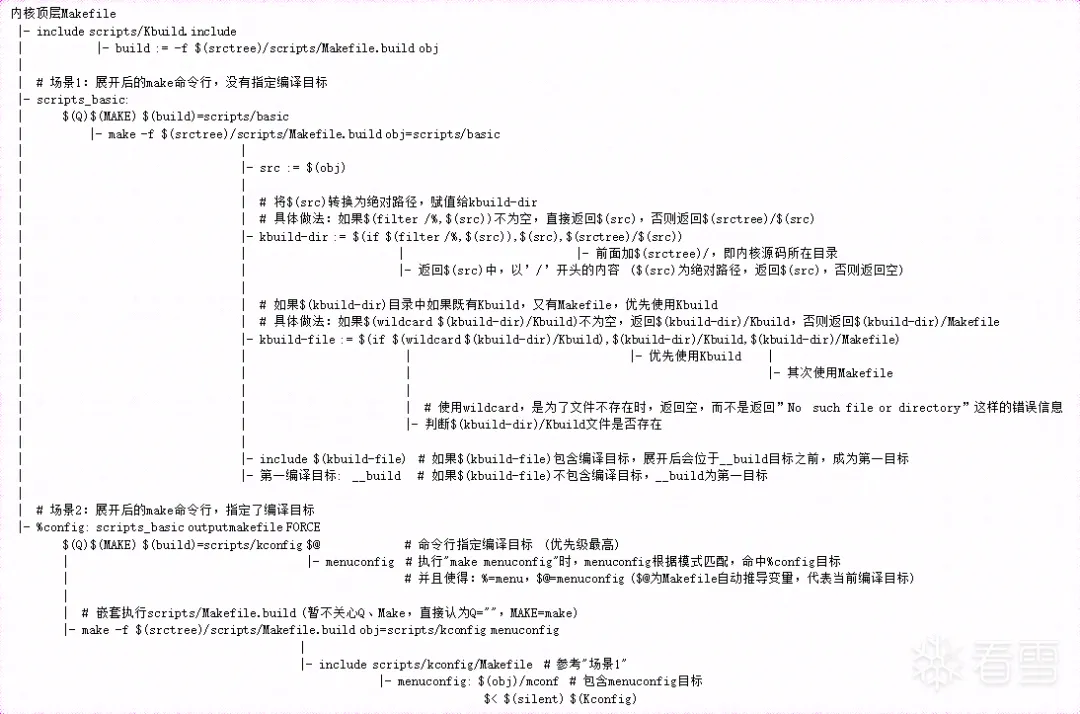 内核顶层Makefile
|- include scripts/Kbuild.include
|- build := -f $(srctree)/scripts/Makefile.build obj
|
| # 场景1: 展开后的make命令行，没有指定编译目标
|- scripts_basic:
| $(Q)$(MAKE) $(build)=scripts/basic
| |- make -f $(srctree)/scripts/Makefile.build obj=scripts/basic
| |
| |- src := $(obj)
| |
| | # 将$(src)转换为绝对路径，赋值给kbuild-dir
| | # 具体做法：如果$(filter /%,$(src))不为空，直接返回$(src)，否则返回$(srctree)/$(src)
| |- kbuild-dir := $(if $(filter /%,$(src)),$(src),$(srctree)/$(src))
| | | |- 前面加$(srctree)/，即内核源码所在目录
| | |- 返回$(src)中，以’/’开头的内容 ($(src)为绝对路径，返回$(src)，否则返回空)
| |
| | # 如果$(kbuild-dir)目录中如果既有Kbuild，又有Makefile，优先使用Kbuild
| | # 具体做法：如果$(wildcard $(kbuild-dir)/Kbuild)不为空，返回$(kbuild-dir)/Kbuild，否则返回$(kbuild-dir)/Makefile
| |- kbuild-file := $(if $(wildcard $(kbuild-dir)/Kbuild),$(kbuild-dir)/Kbuild,$(kbuild-dir)/Makefile)
| | | |- 优先使用Kbuild |
| | | |- 其次使用Makefile
| | |
| | | # 使用wildcard，是为了文件不存在时，返回空，而不是返回”No such file or directory”这样的错误信息
| | |- 判断$(kbuild-dir)/Kbuild文件是否存在
| |
| |- include $(kbuild-file) # 如果$(kbuild-file)包含编译目标，展开后会位于__build目标之前，成为第一目标
| |- 第一编译目标: __build # 如果$(kbuild-file)不包含编译目标，__build为第一目标
|
| # 场景2: 展开后的make命令行，指定了编译目标
|- %config: scripts_basic outputmakefile FORCE
$(Q)$(MAKE) $(build)=scripts/kconfig $@ # 命令行指定编译目标 (优先级最高)
| |- menuconfig # 执行"make menuconfig"时，menuconfig根据模式匹配，命中%config目标
| # 并且使得：%=menu，$@=menuconfig ($@为Makefile自动推导变量，代表当前编译目标)
|
| # 嵌套执行scripts/Makefile.build (暂不关心Q、Make，直接认为Q="", MAKE=make)
|- make -f $(srctree)/scripts/Makefile.build obj=scripts/kconfig menuconfig
|
|- include scripts/kconfig/Makefile # 参考"场景1"
|- menuconfig: $(obj)/mconf # 包含menuconfig目标
$< $(silent) $(Kconfig)
看雪